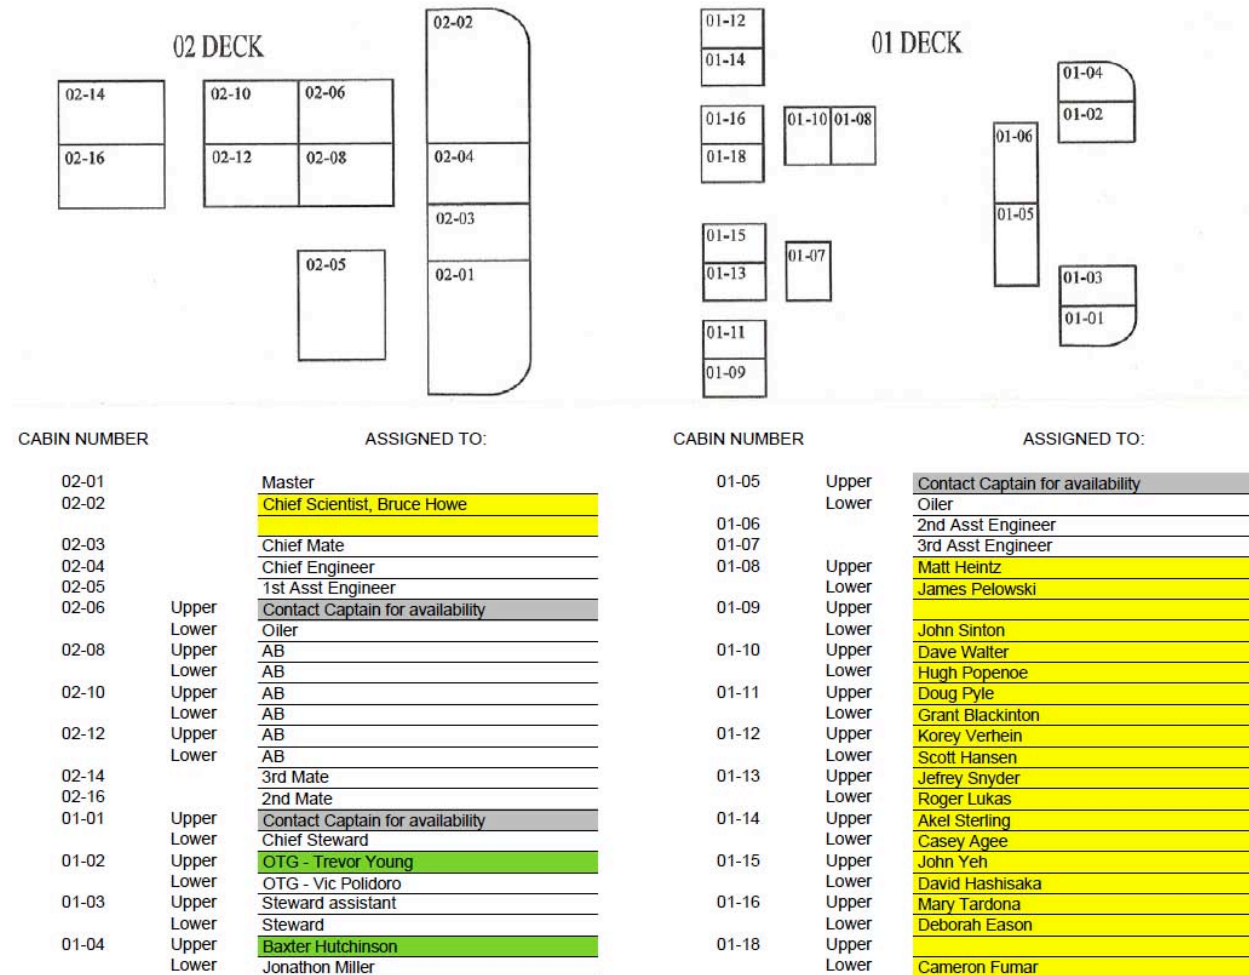 02 DECK
02-02
02-14
02-10
02-06
02-16
02-12
02-08
02-04
02-03
02-05
02-01
01 DECK
01-12
01-14
01-04
01-16
01-10
01-08
01-02
01-18
01-06
01-05
01-15
01-07
01-13
01-03
01-11
01-01
01-09
CABIN NUMBER ASSIGNED TO:
02-01 Master
02-02 Chief Scientist, Bruce Howe
02-03 Chief Mate
02-04 Chief Engineer
02-05 1st Asst Engineer
02-06 Upper Contact Captain for availability
Lower Oiler
02-08 Upper AB
Lower AB
02-10 Upper AB
Lower AB
02-12 Upper AB
Lower AB
02-14 3rd Mate
02-16 2nd Mate
01-01 Upper Contact Captain for availability
Lower Chief Steward
01-02 Upper OTG - Trevor Young
Lower OTG - Vic Polidoro
01-03 Upper Steward assistant
Lower Steward
01-04 Upper Baxter Hutchinson
Lower Jonathon Miller
CABIN NUMBER ASSIGNED TO:
01-05 Upper Contact Captain for availability
Lower Oiler
01-06 2nd Asst Engineer
01-07 3rd Asst Engineer
01-08 Upper Matt Heintz
Lower James Pelowski
01-09 Upper
Lower John Sinton
01-10 Upper Dave Walter
Lower Hugh Popenoe
01-11 Upper Doug Pyle
Lower Grant Blackinton
01-12 Upper Korey Verhein
Lower Scott Hansen
01-13 Upper Jefrey Snyder
Lower Roger Lukas
01-14 Upper Akel Sterling
Lower Casey Agee
01-15 Upper John Yeh
Lower David Hashisaka
01-16 Upper Mary Tardona
Lower Deborah Eason
01-18 Upper
Lower Cameron Fumar